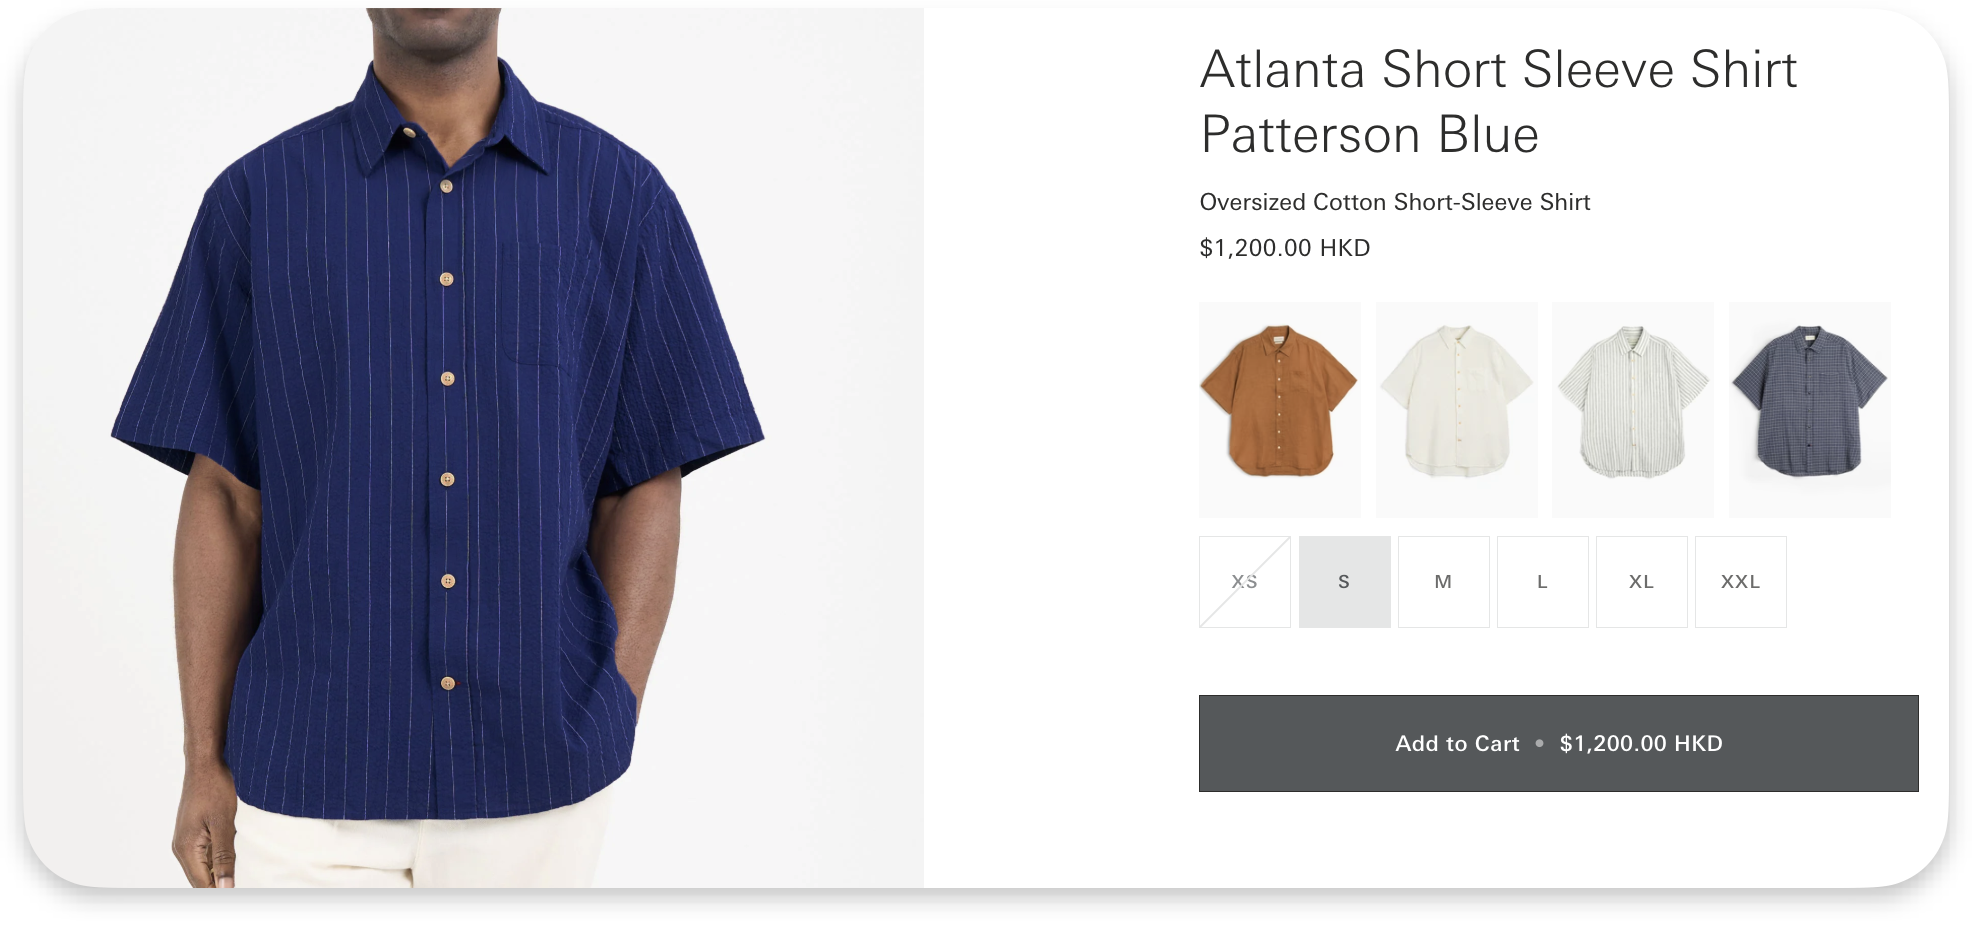 Atlanta Short Sleeve Shirt
Patterson Blue
Oversized Cotton Short-Sleeve Shirt
$1,200.00 HKD
XS
S
M
L
XL
XXL
Add to Cart • $1,200.00 HKD